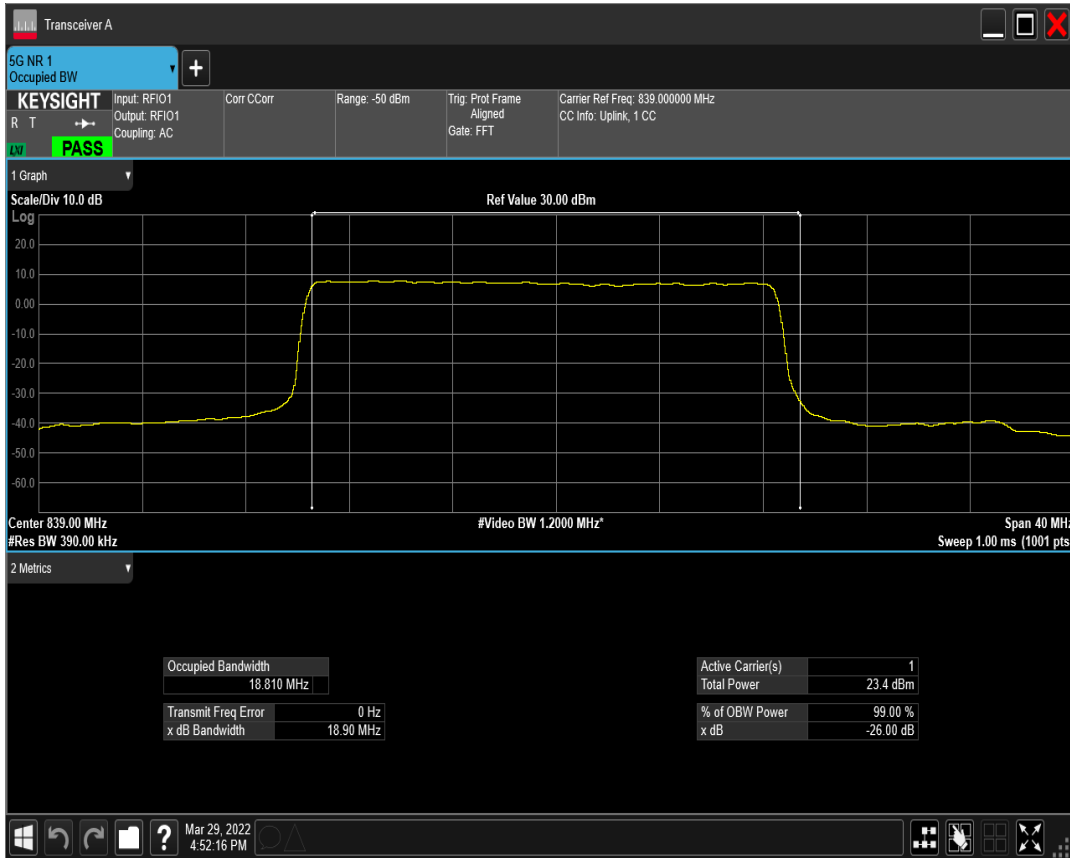 Transceiver A
5G NR 1
Occupied BW
KEYSIGHT
R T
LXI
PASS
Input: RFIO1
Output: RFIO1
Coupling: AC
Corr CCorr
Range: -50 dBm
Trig: Prot Frame
Aligned
Gate: FFT
Carrier Ref Freq: 839.000000 MHz
CC Info: Uplink, 1 CC
1 Graph
Scale/Div 10.0 dB
Ref Value 30.00 dBm
Log
20.0
10.0
0.00
-10.0
-20.0
-30.0
-40.0
-50.0
-60.0
Center 839.00 MHz
#Video BW 1.2000 MHz*
Span 40 MHz
#Res BW 390.00 kHz
Sweep 1.00 ms (1001 pts
2 Metrics
Occupied Bandwidth
18.810 MHz
Transmit Freq Error 0 Hz
x dB Bandwidth 18.90 MHz
Active Carrier(s) 1
Total Power 23.4 dBm
% of OBW Power 99.00 %
x dB -26.00 dB
?
Mar 29, 2022
4:52:16 PM